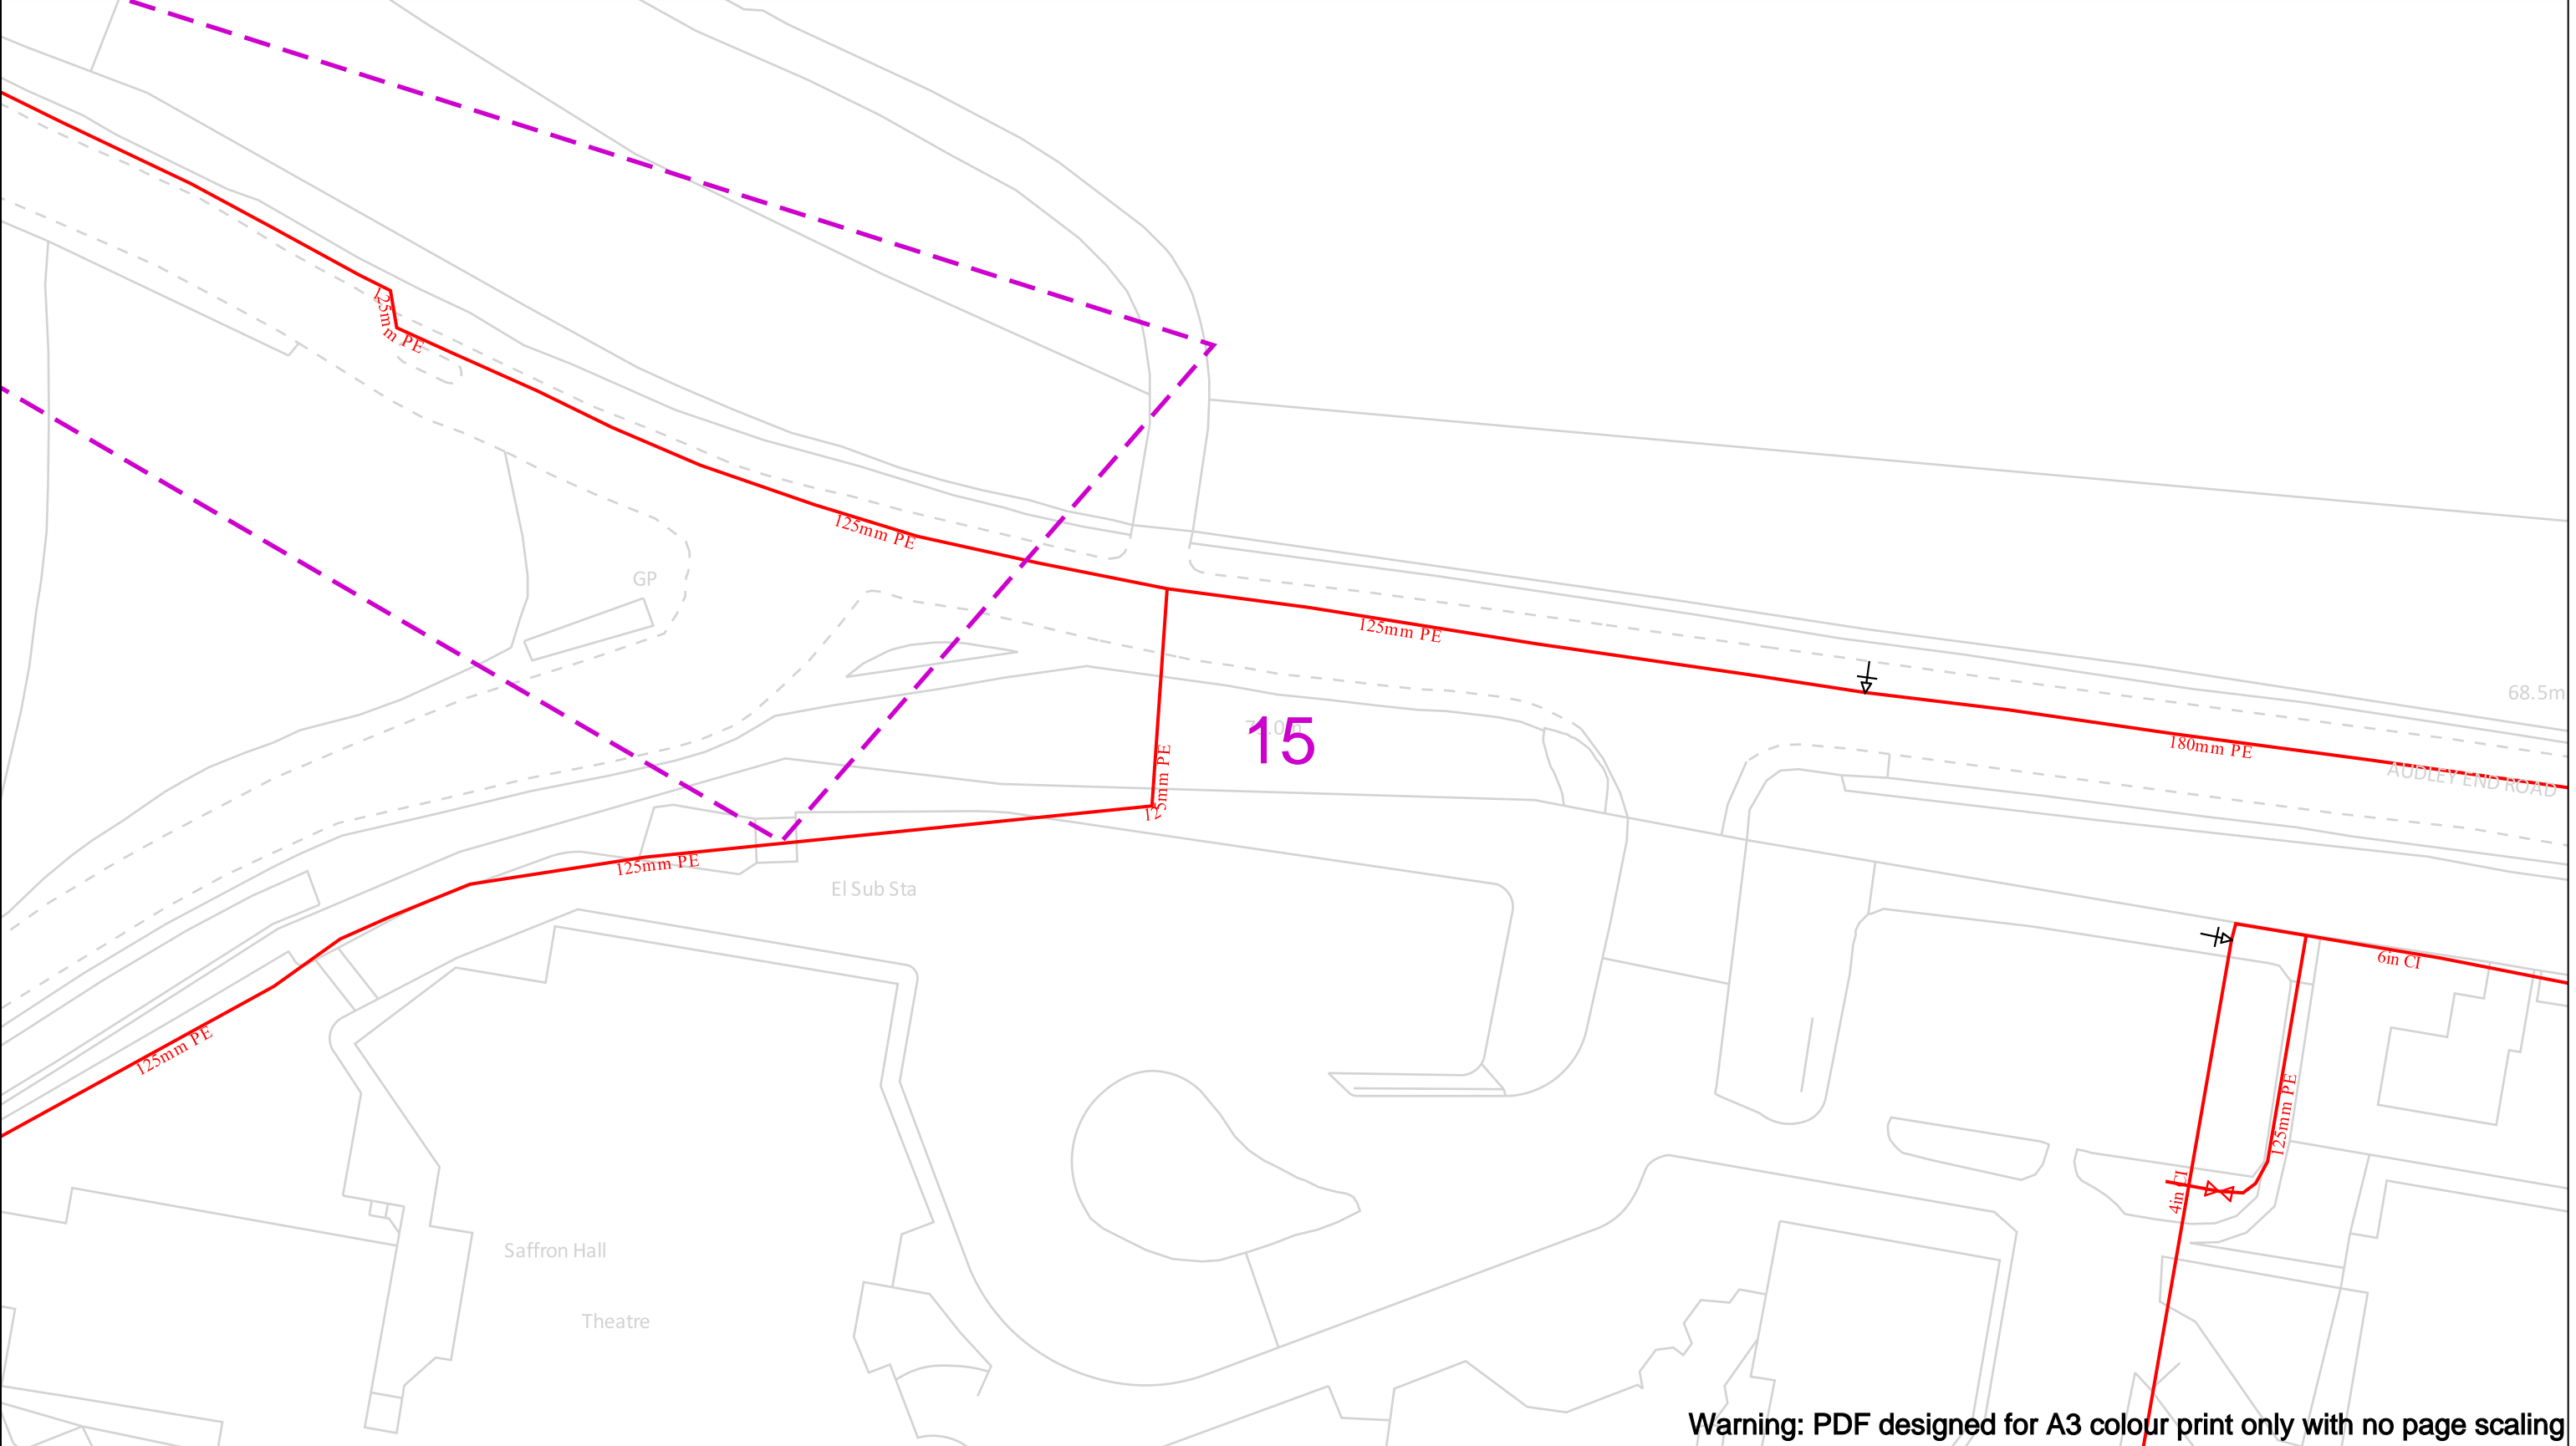 125mm PE
125mm PE
GP
125mm PE
68.5m
15
180mm PE
AUDLEY END ROAD
125mm PE
125mm PE
El Sub Sta
6in CI
125mm PE
125mm PE
4in CI
Saffron Hall
Theatre
Warning: PDF designed for A3 colour print only with no page scaling